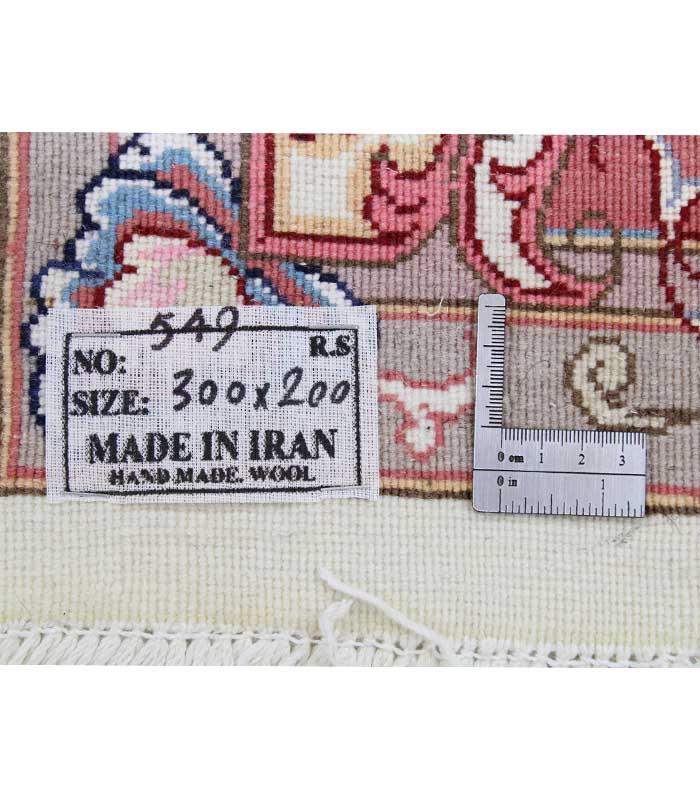 NO: 549 R.S
SIZE: 300x200
MADE IN IRAN
HAND MADE. WOOL
0 cm 1 2 3
0 in 1